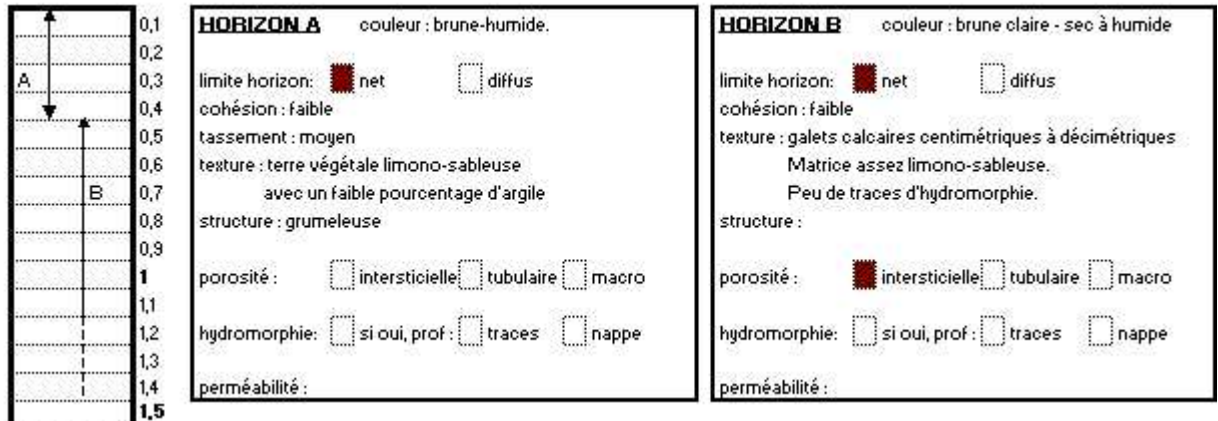 A
B
0,1
0,2
0,3
0,4
0,5
0,6
0,7
0,8
0,9
1
1,1
1,2
1,3
1,4
1,5
HORIZON A couleur : brune-humide.
limite horizon: net diffus
cohésion : faible
tassement : moyen
texture : terre végétale limono-sableuse
avec un faible pourcentage d'argile
structure : grumeleuse
porosité : intersticielle tubulaire macro
hydromorphie: si oui, prof : traces nappe
perméabilité :
HORIZON B couleur : brune claire - sec à humide
limite horizon: net diffus
cohésion : faible
texture : galets calcaires centimétriques à décimétriques
Matrice assez limono-sableuse.
Peu de traces d'hydromorphie.
structure :
porosité : intersticielle tubulaire macro
hydromorphie: si oui, prof : traces nappe
perméabilité :